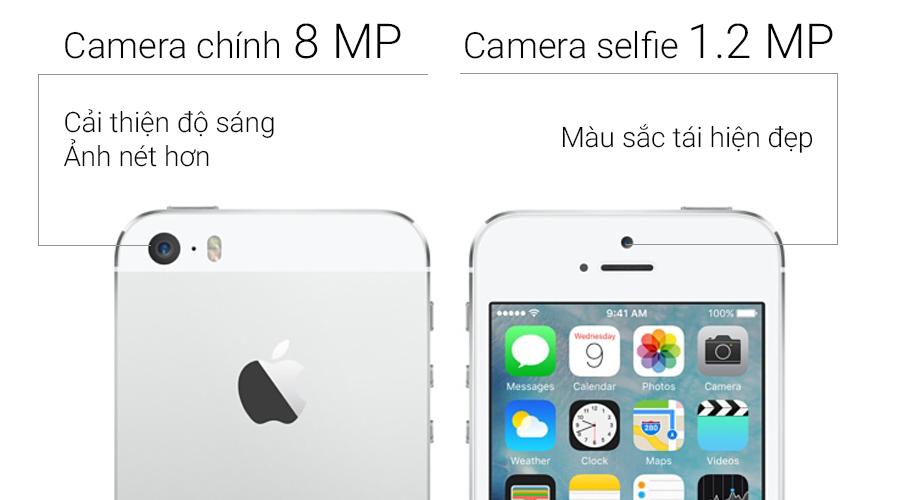 Camera chính 8 MP
Camera selfie 1.2 MP
Cải thiện độ sáng
Ảnh nét hơn
Màu sắc tái hiện đẹp
9:41 AM
100%
Wednesday
9
Messages
Calendar
Photos
Camera
280
Weather
Clock
Maps
Videos